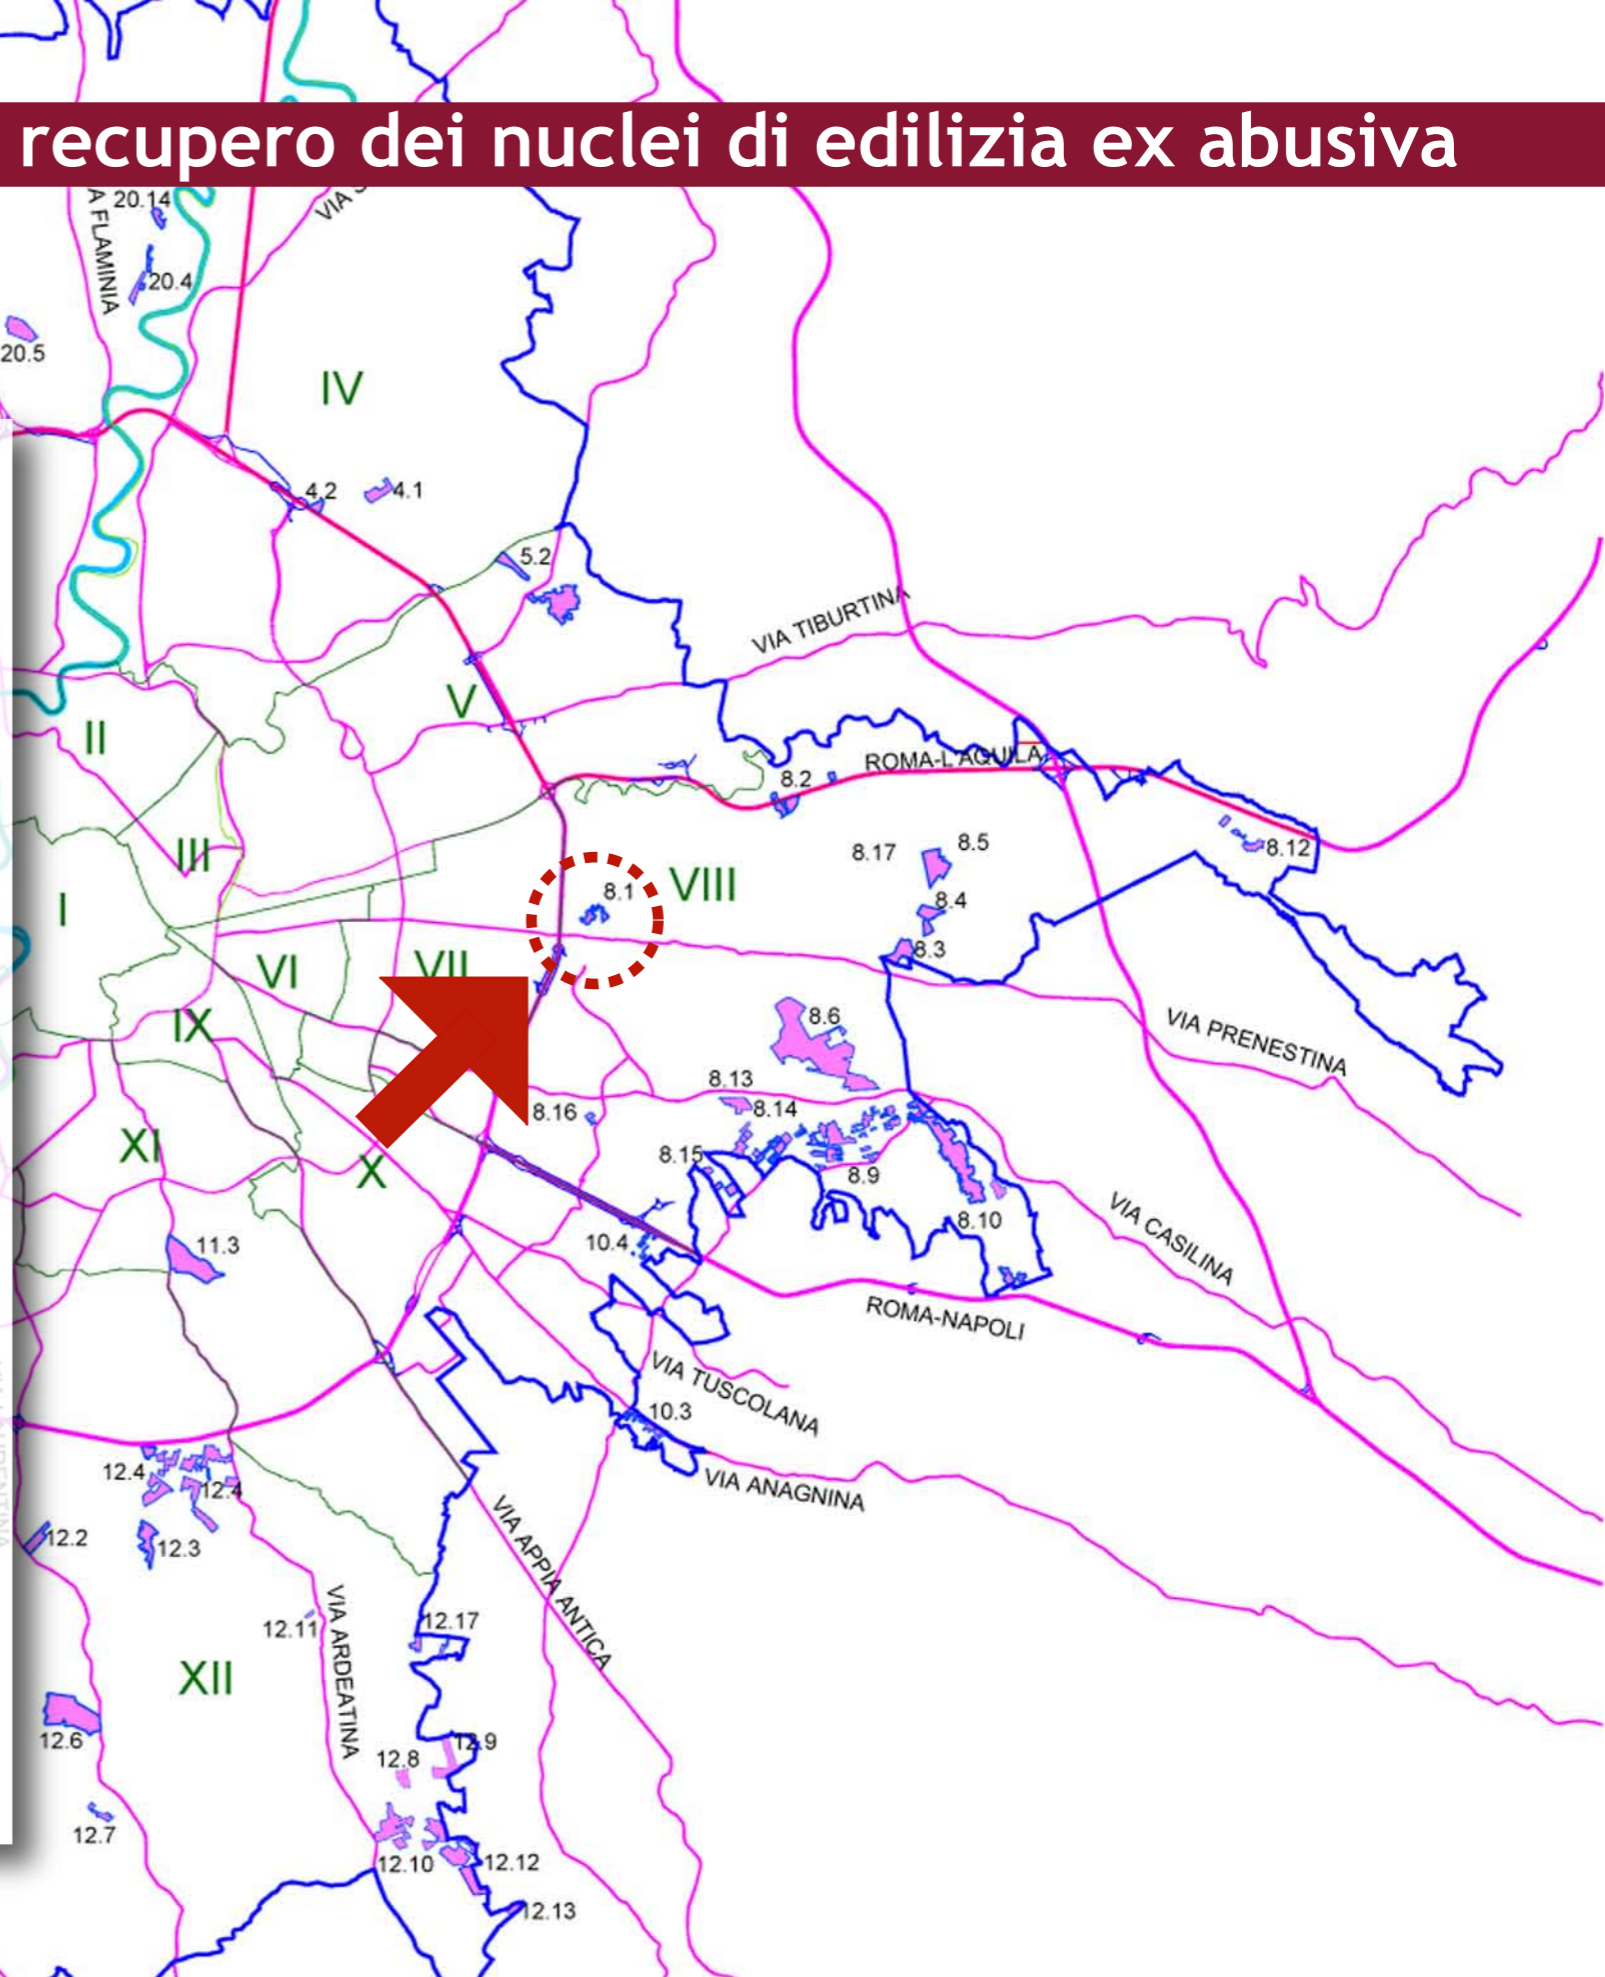 recupero dei nuclei di edilizia ex abusiva
20.14
VIA
A FLAMINIA
20.4
20.5
IV
4.2
4.1
5.2
VIA TIBURTINA
V
II
ROMA-L'AQUILA
8.2
III
8.17
8.5
8.12
I
8.1
VIII
8.4
8.3
VI
VII
IX
8.6
VIA PRENESTINA
8.13
8.14
8.16
XI
X
8.15
8.9
8.10
VIA CASILINA
11.3
10.4
ROMA-NAPOLI
VIA TUSCOLANA
10.3
12.4
12.4
VIA ANAGNINA
12.2
12.3
VIA APPIA ANTICA
VIA ARDEATINA
12.11
12.17
XII
12.6
12.8
12.9
12.7
12.10
12.12
12.13